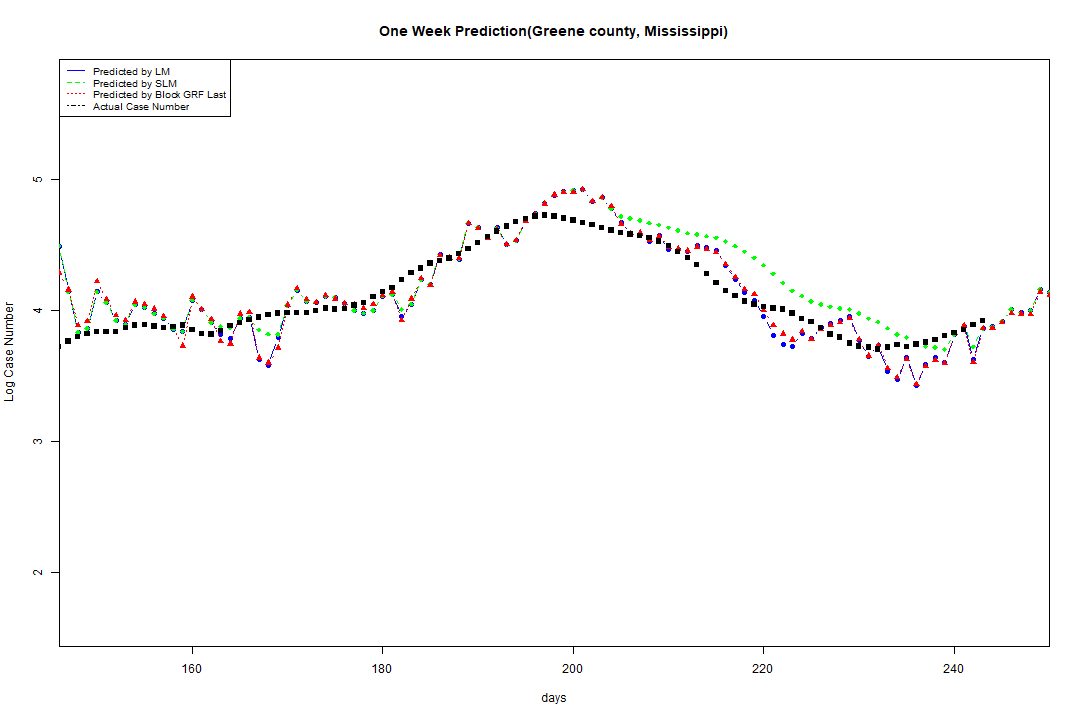 One Week Prediction(Greene county, Mississippi)
Predicted by LM
Predicted by SLM
Predicted by Block GRF Last
Actual Case Number
5
4
3
2
Log Case Number
160 180 200 220 240
days